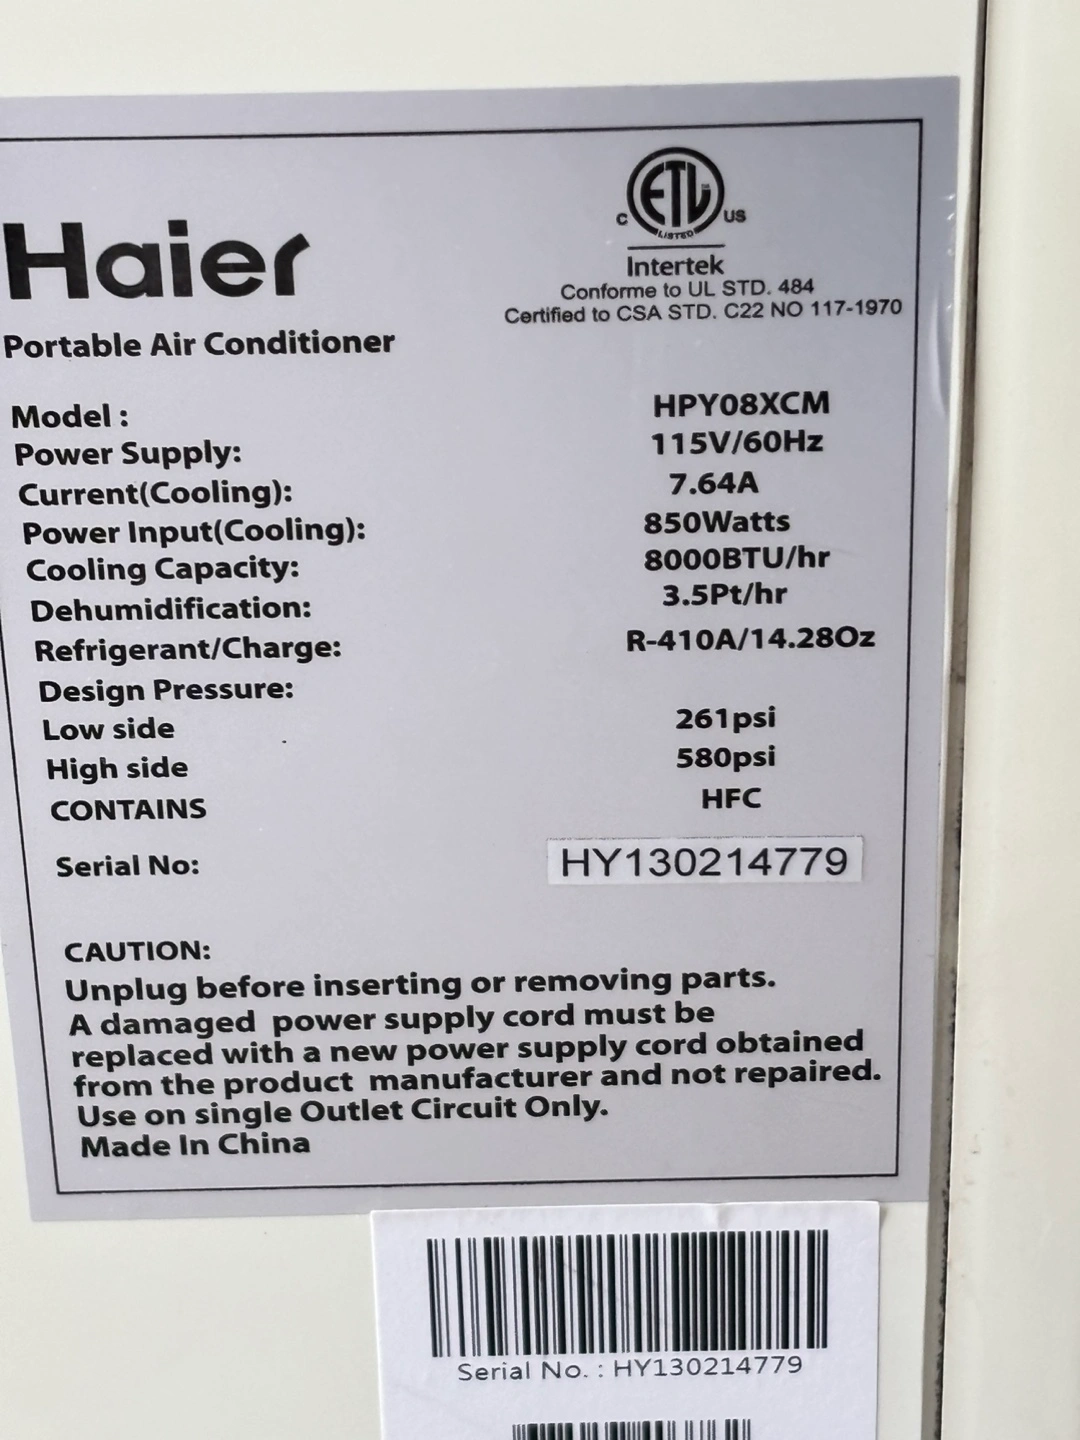 Haier
Portable Air Conditioner
C ETL US
LISTED
Intertek
Conforme to UL STD. 484
Certified to CSA STD. C22 NO 117-1970
Model : HPY08XCM
Power Supply: 115V/60Hz
Current(Cooling): 7.64A
Power Input(Cooling): 850Watts
Cooling Capacity: 8000BTU/hr
Dehumidification: 3.5Pt/hr
Refrigerant/Charge: R-410A/14.28Oz
Design Pressure:
Low side 261psi
High side 580psi
CONTAINS HFC
Serial No: HY130214779
CAUTION:
Unplug before inserting or removing parts.
A damaged power supply cord must be
replaced with a new power supply cord obtained
from the product manufacturer and not repaired.
Use on single Outlet Circuit Only.
Made In China
Serial No. : HY130214779